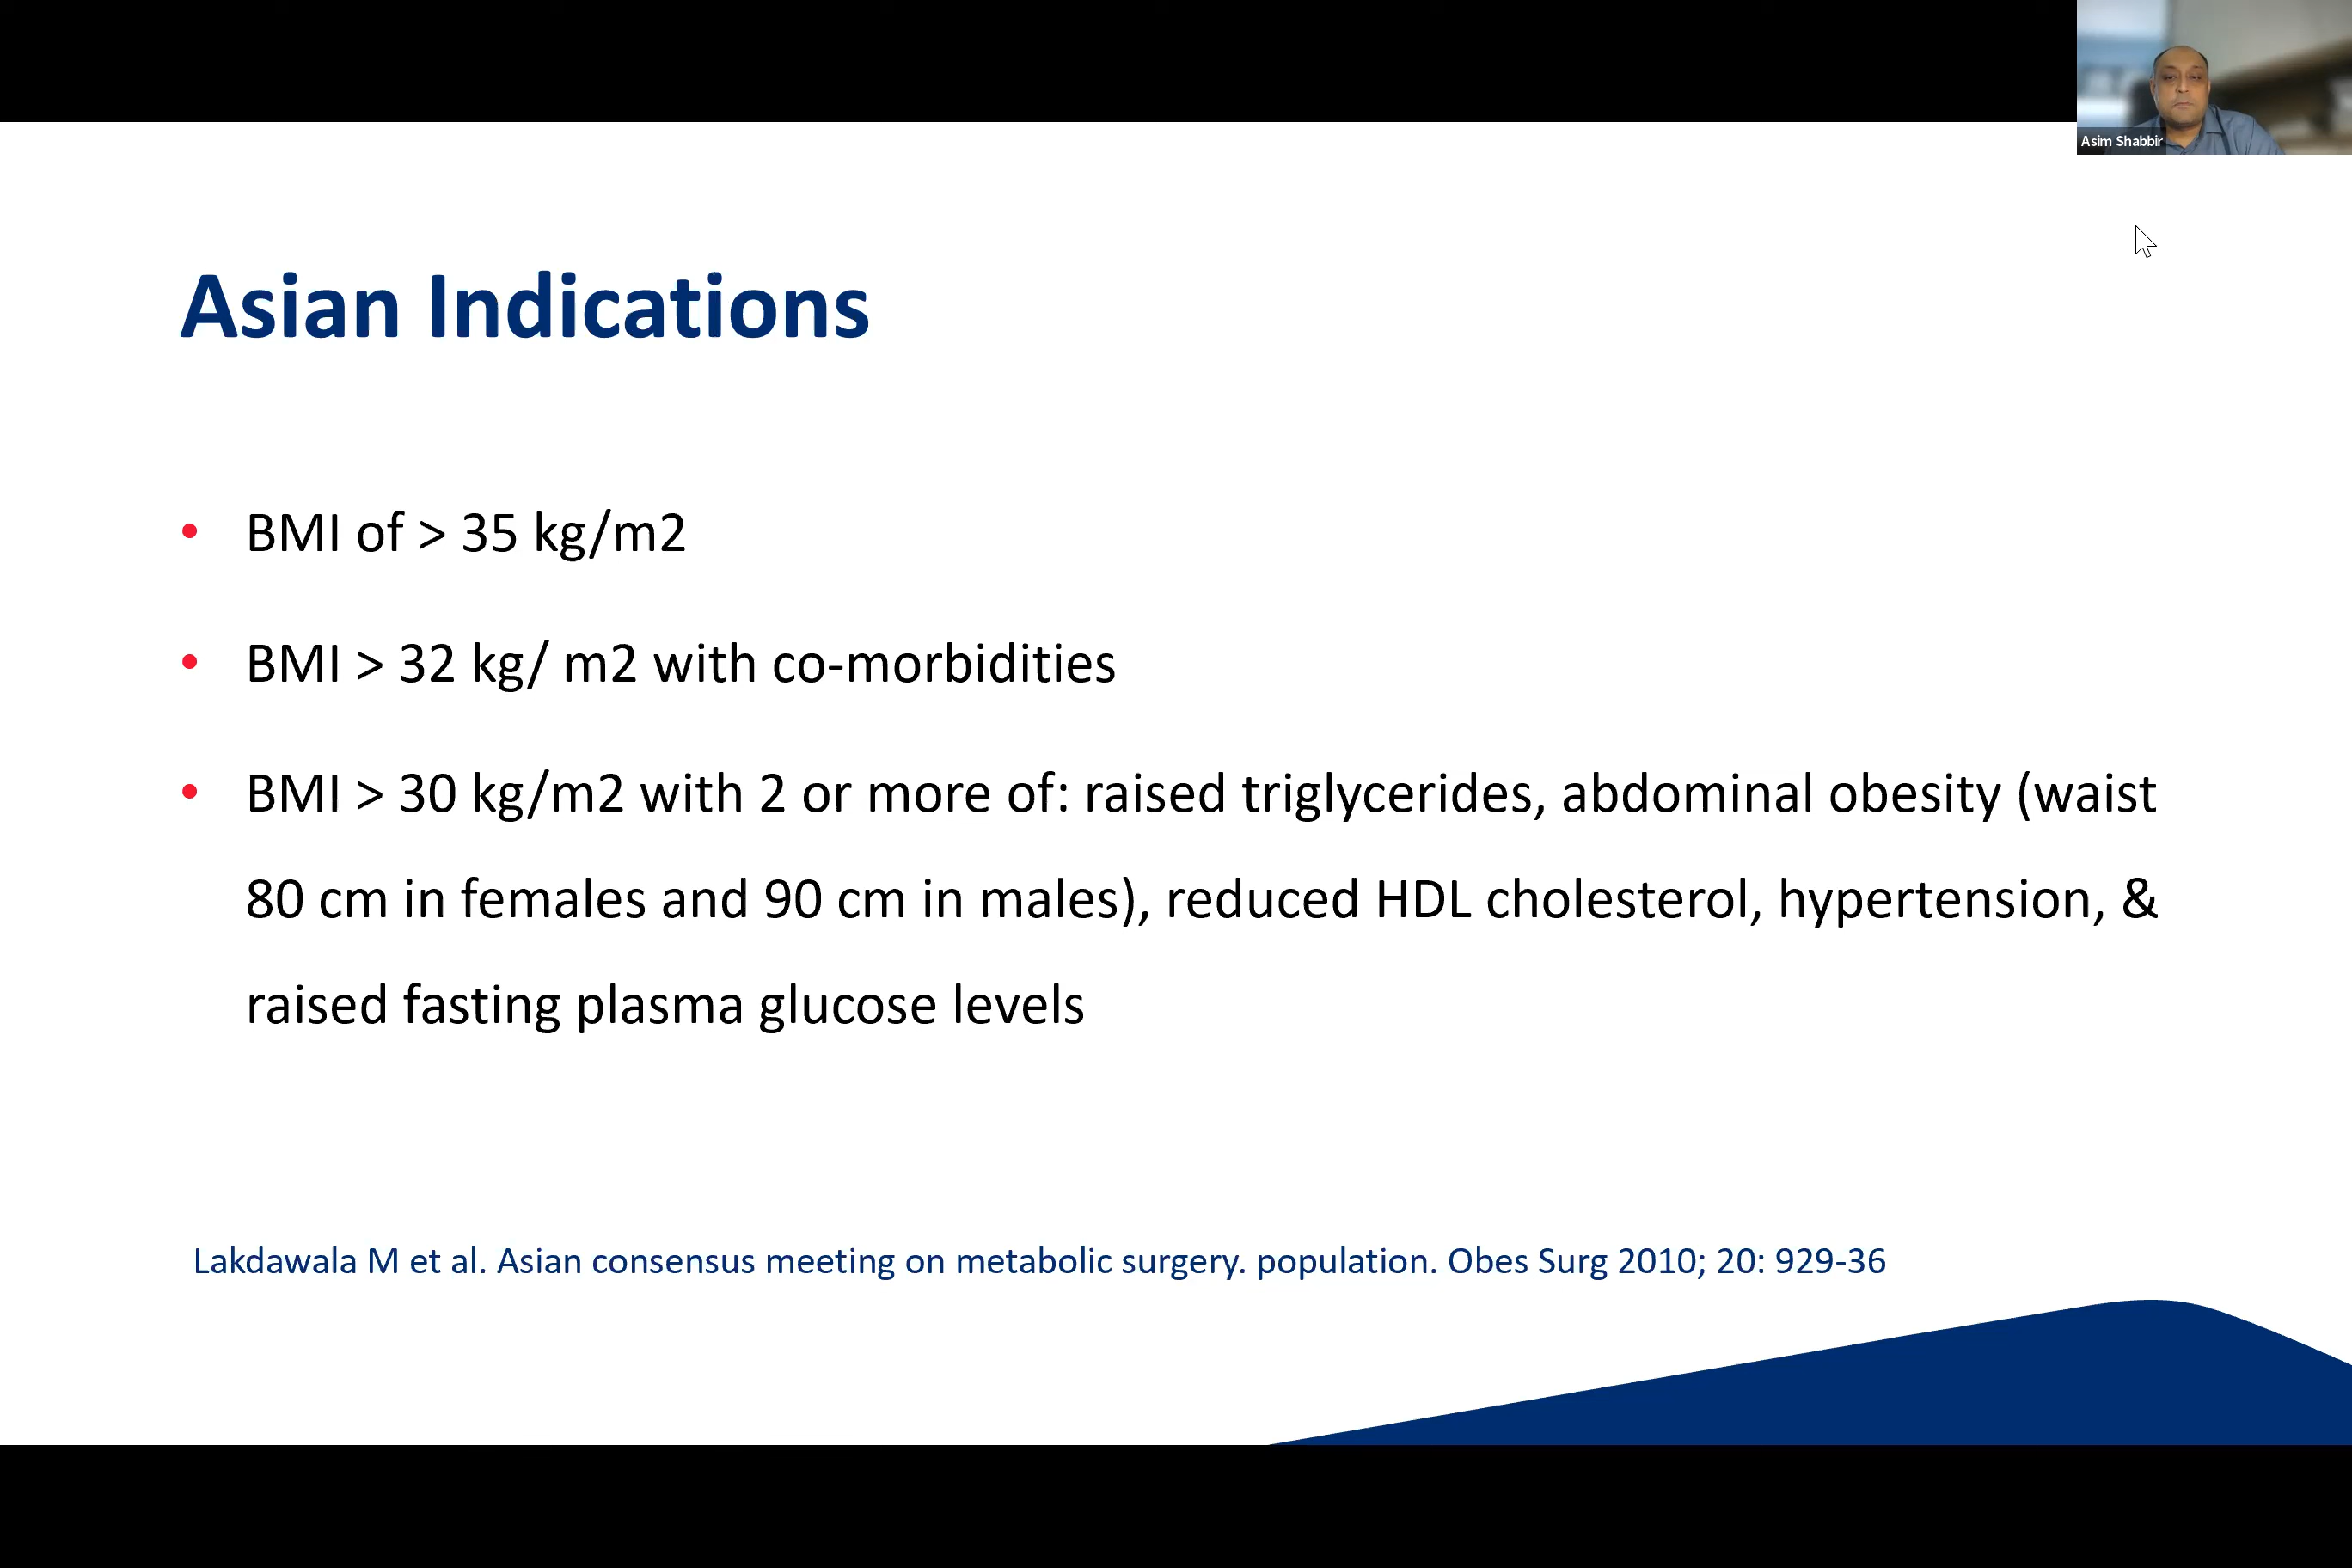 Asim Shabbir
Asian Indications
• BMI of > 35 kg/m2
• BMI > 32 kg/ m2 with co-morbidities
• BMI > 30 kg/m2 with 2 or more of: raised triglycerides, abdominal obesity (waist
80 cm in females and 90 cm in males), reduced HDL cholesterol, hypertension, &
raised fasting plasma glucose levels
Lakdawala M et al. Asian consensus meeting on metabolic surgery. population. Obes Surg 2010; 20: 929-36